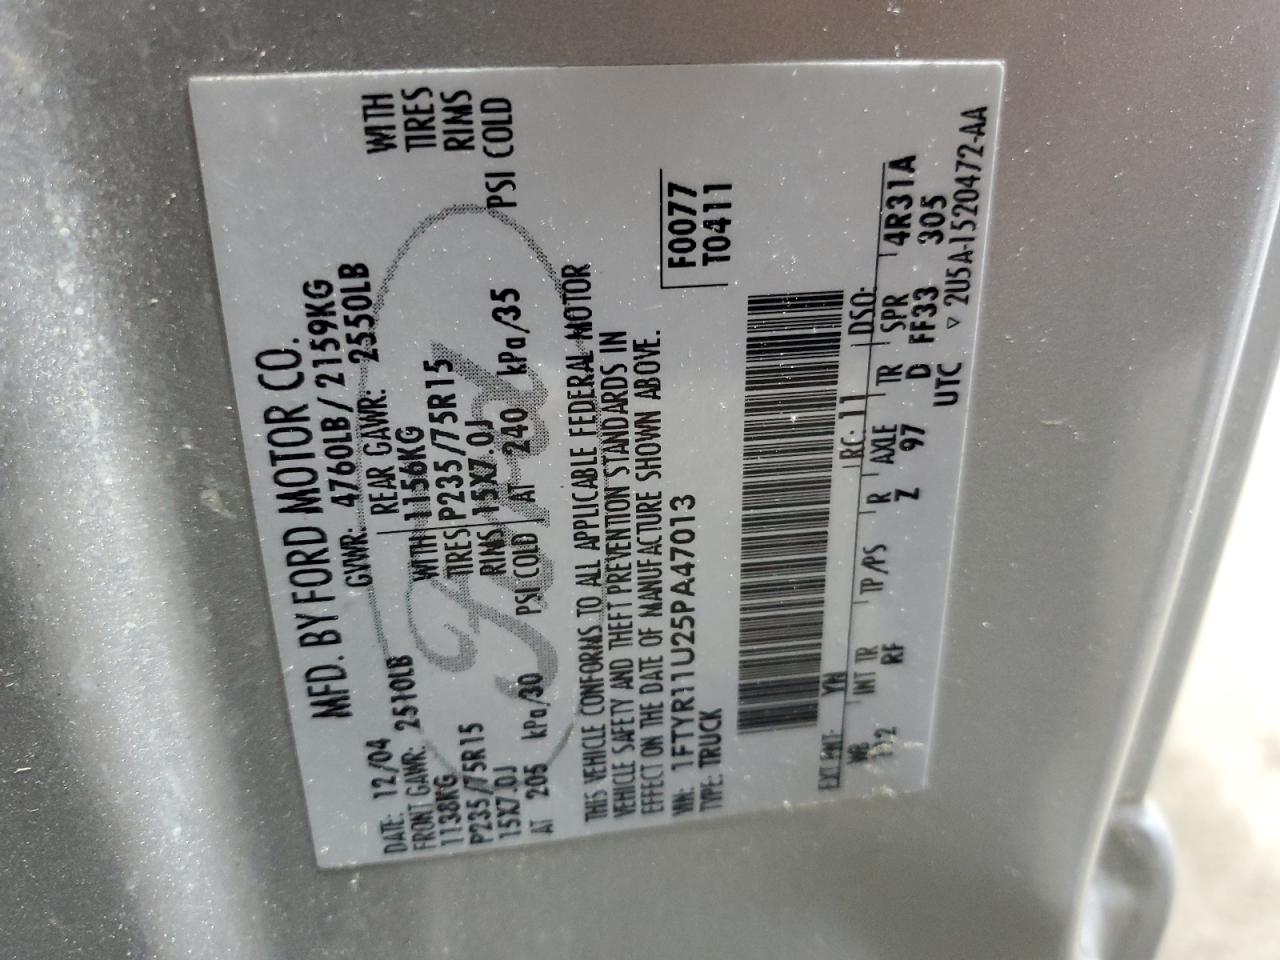 MFD. BY FORD MOTOR CO.
DATE: 12/04 GVWR: 4760LB/2159KG
FRONT GAWR: 2510LB REAR GAWR: 2550LB
1138KG WITH 1156KG WITH
P235/75R15 TIRES P235/75R15 TIRES
15X7.0J RIMS 15X7.0J RIMS
AT 205 kPa/30 PSI COLD AT 240 kPa/35 PSI COLD
THIS VEHICLE CONFORMS TO ALL APPLICABLE FEDERAL MOTOR
VEHICLE SAFETY AND THEFT PREVENTION STANDARDS IN
EFFECT ON THE DATE OF MANUFACTURE SHOWN ABOVE.
VIN: 1FTYR11U25PA47013 F0077
TYPE: TRUCK T0411
EXT PNT: YN RC: 11 DSO:
WB INT TR TP/PS R AXLE TR SPR 4R31A
112 RF Z 97 D FF33 305
UTC ▽ 2U5A-1520472-AA
Ford